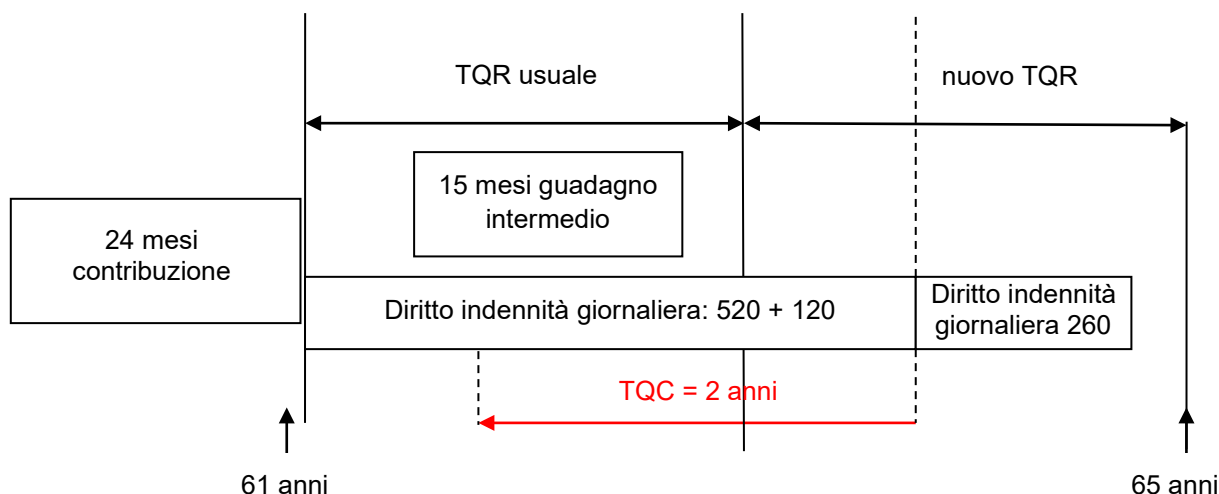 TQR usuale
nuovo TQR
15 mesi guadagno
intermedio
24 mesi
contribuzione
Diritto indennità giornaliera: 520 + 120
Diritto indennità
giornaliera 260
TQC = 2 anni
61 anni
65 anni